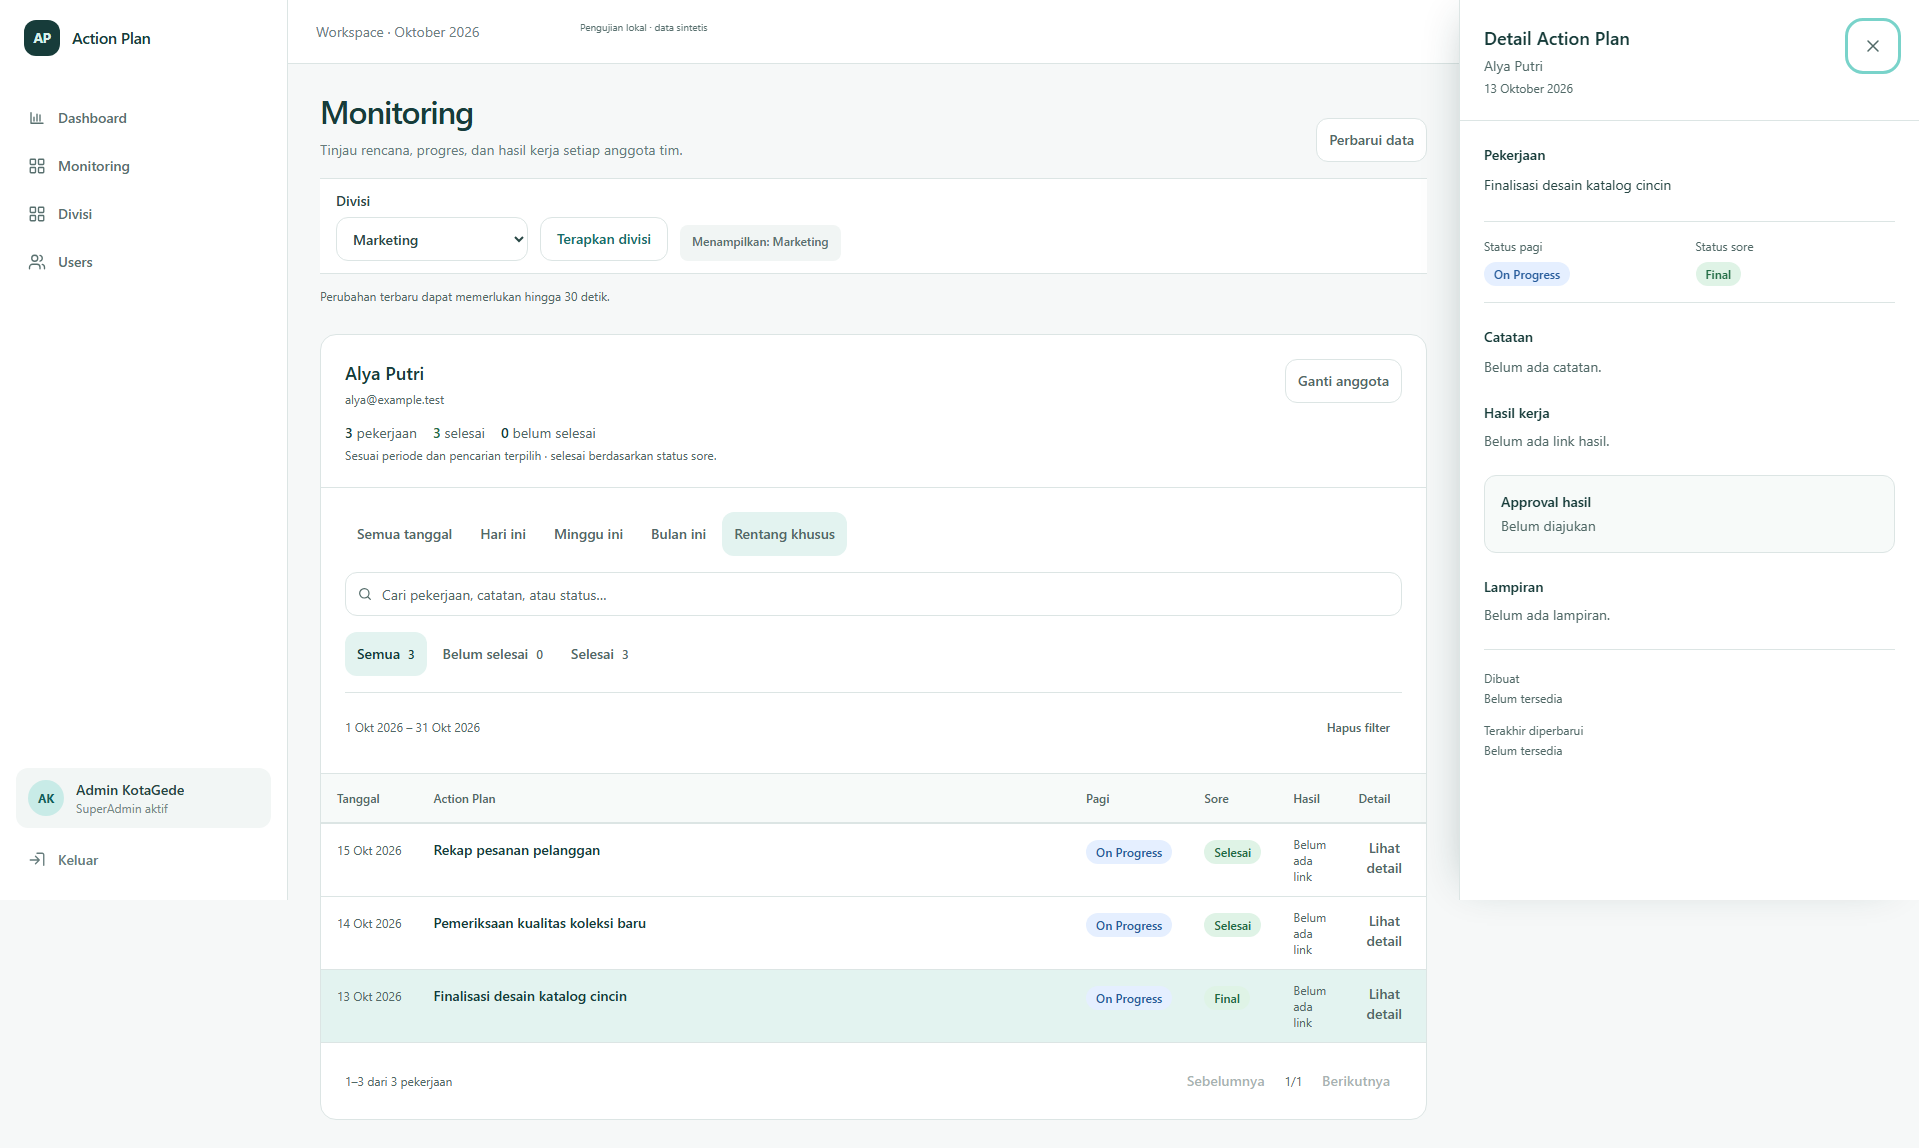 AP Action Plan
Dashboard
Monitoring
Divisi
Users
AK
Admin KotaGede
SuperAdmin aktif
Keluar
Workspace · Oktober 2026
Pengujian lokal · data sintetis
Monitoring
Tinjau rencana, progres, dan hasil kerja setiap anggota tim.
Perbarui data
Divisi
Marketing
Terapkan divisi
Menampilkan: Marketing
Perubahan terbaru dapat memerlukan hingga 30 detik.
Alya Putri
alya@example.test
Ganti anggota
3 pekerjaan 3 selesai 0 belum selesai
Sesuai periode dan pencarian terpilih · selesai berdasarkan status sore.
Semua tanggal Hari ini Minggu ini Bulan ini Rentang khusus
Cari pekerjaan, catatan, atau status...
Semua 3 Belum selesai 0 Selesai 3
1 Okt 2026 – 31 Okt 2026
Hapus filter
Tanggal Action Plan Pagi Sore Hasil Detail
15 Okt 2026 Rekap pesanan pelanggan On Progress Selesai
Belum
ada
link
Lihat
detail
14 Okt 2026 Pemeriksaan kualitas koleksi baru On Progress Selesai
Belum
ada
link
Lihat
detail
13 Okt 2026 Finalisasi desain katalog cincin On Progress Final
Belum
ada
link
Lihat
detail
1–3 dari 3 pekerjaan
Sebelumnya 1/1 Berikutnya
Detail Action Plan
Alya Putri
13 Oktober 2026
Pekerjaan
Finalisasi desain katalog cincin
Status pagi
On Progress
Status sore
Final
Catatan
Belum ada catatan.
Hasil kerja
Belum ada link hasil.
Approval hasil
Belum diajukan
Lampiran
Belum ada lampiran.
Dibuat
Belum tersedia
Terakhir diperbarui
Belum tersedia